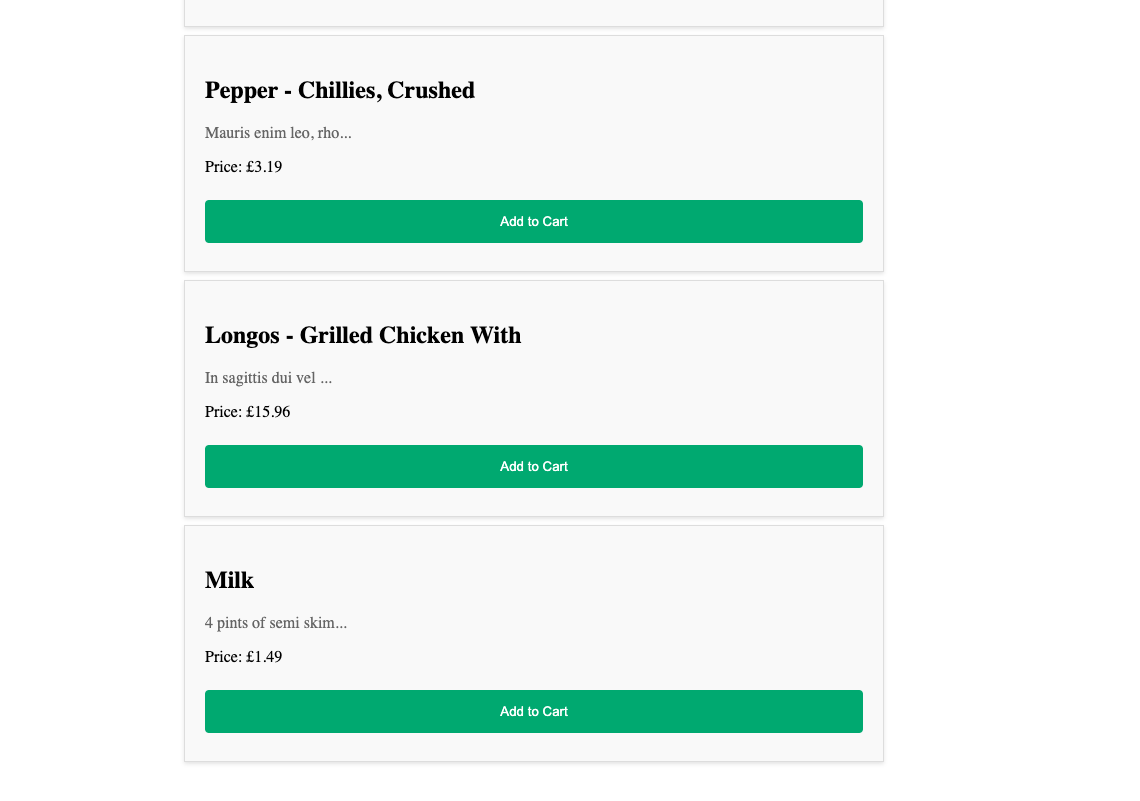 Pepper - Chillies, Crushed
Mauris enim leo, rho...
Price: £3.19
Add to Cart
Longos - Grilled Chicken With
In sagittis dui vel ...
Price: £15.96
Add to Cart
Milk
4 pints of semi skim...
Price: £1.49
Add to Cart